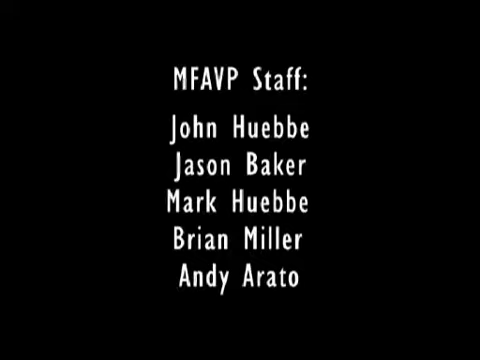 MFAVP Staff:
John Huebbe
Jason Baker
Mark Huebbe
Brian Miller
Andy Arato